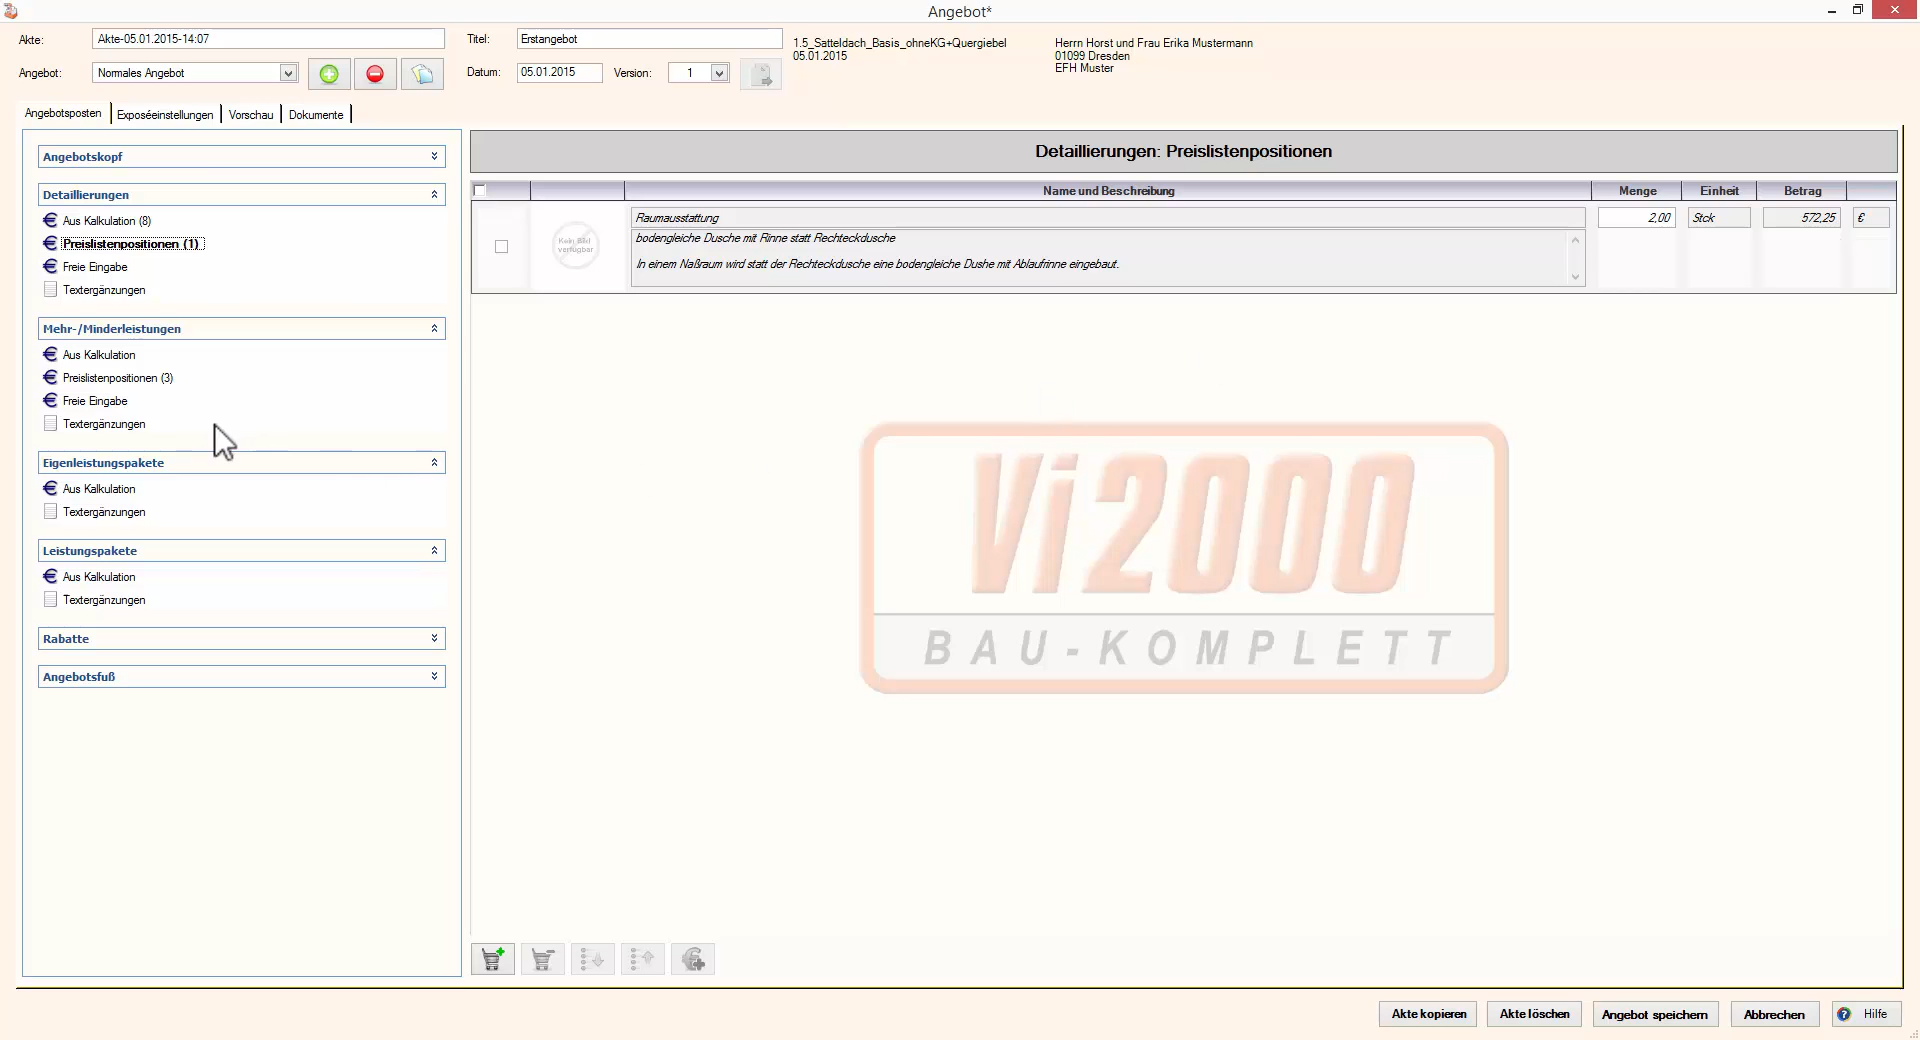 Angebot*
Akte:
Akte-05.01.2015-14:07
Titel:
Erstangebot
1.5_Satteldach_Basis_ohneKG+Quergiebel
05.01.2015
Herrn Horst und Frau Erika Mustermann
01099 Dresden
EFH Muster
Angebot:
Normales Angebot
Datum:
05.01.2015
Version:
1
Angebotsposten
Exposéeinstellungen
Vorschau
Dokumente
Angebotskopf
Detaillierungen
Aus Kalkulation (8)
Preislistenpositionen (1)
Freie Eingabe
Textergänzungen
Mehr-/Minderleistungen
Aus Kalkulation
Preislistenpositionen (3)
Freie Eingabe
Textergänzungen
Eigenleistungspakete
Aus Kalkulation
Textergänzungen
Leistungspakete
Aus Kalkulation
Textergänzungen
Rabatte
Angebotsfuß
Detaillierungen: Preislistenpositionen
Name und Beschreibung
Menge
Einheit
Betrag
Kein Bild
verfügbar
Raumausstattung
2,00
Stck
572,25
€
bodengleiche Dusche mit Rinne statt Rechteckdusche
In einem Naßraum wird statt der Rechteckdusche eine bodengleiche Dushe mit Ablaufrinne eingebaut.
Vi2000
BAU-KOMPLETT
Akte kopieren
Akte löschen
Angebot speichern
Abbrechen
Hilfe